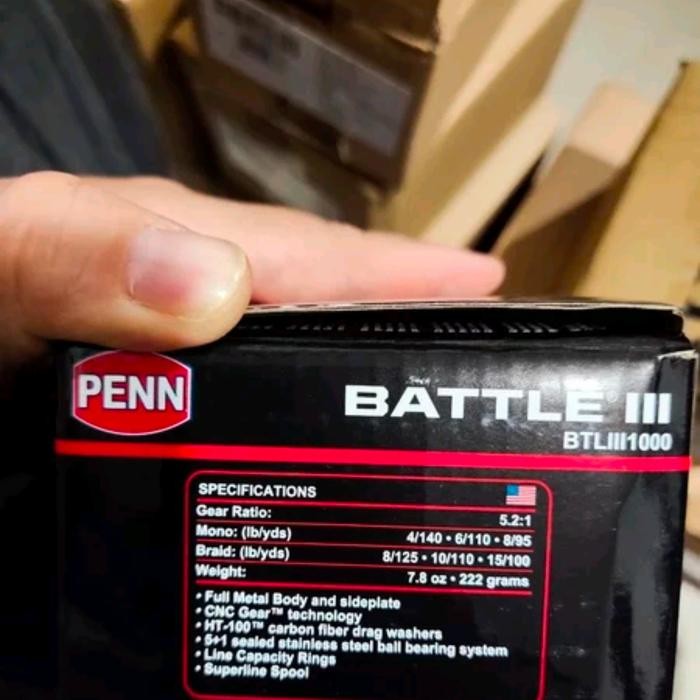 PENN
BATTLE III
BTLIII1000
SPECIFICATIONS
Gear Ratio: 5.2:1
Mono: (lb/yds) 4/140 • 6/110 • 8/95
Braid: (lb/yds) 8/125 • 10/110 • 15/100
Weight: 7.8 oz • 222 grams
• Full Metal Body and sideplate
• CNC Gear™ technology
• HT-100™ carbon fiber drag washers
• 5+1 sealed stainless steel ball bearing system
• Line Capacity Rings
• Superline Spool